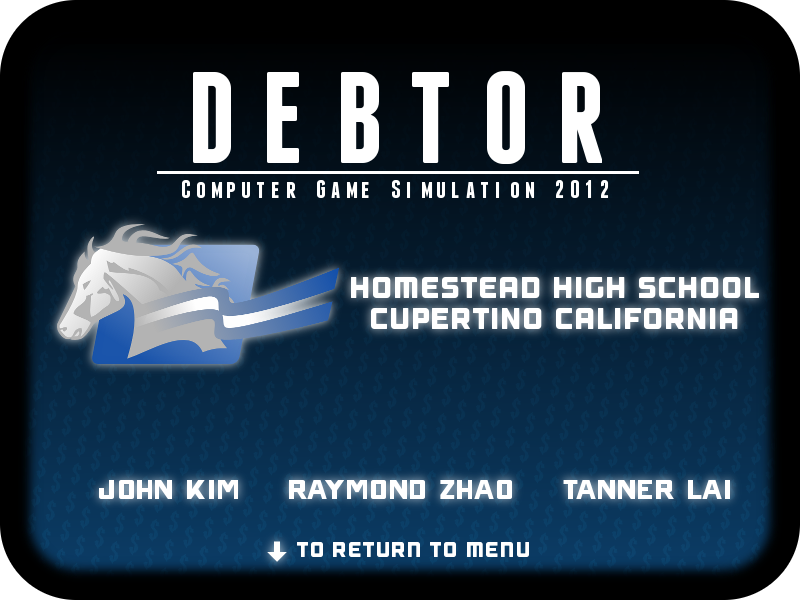 DEBTOR
COMPUTER GAME SIMULATION 2012
HOMESTEAD HIGH SCHOOL
CUPERTINO CALIFORNIA
JOHN KIM RAYMOND ZHAO TANNER LAI
TO RETURN TO MENU